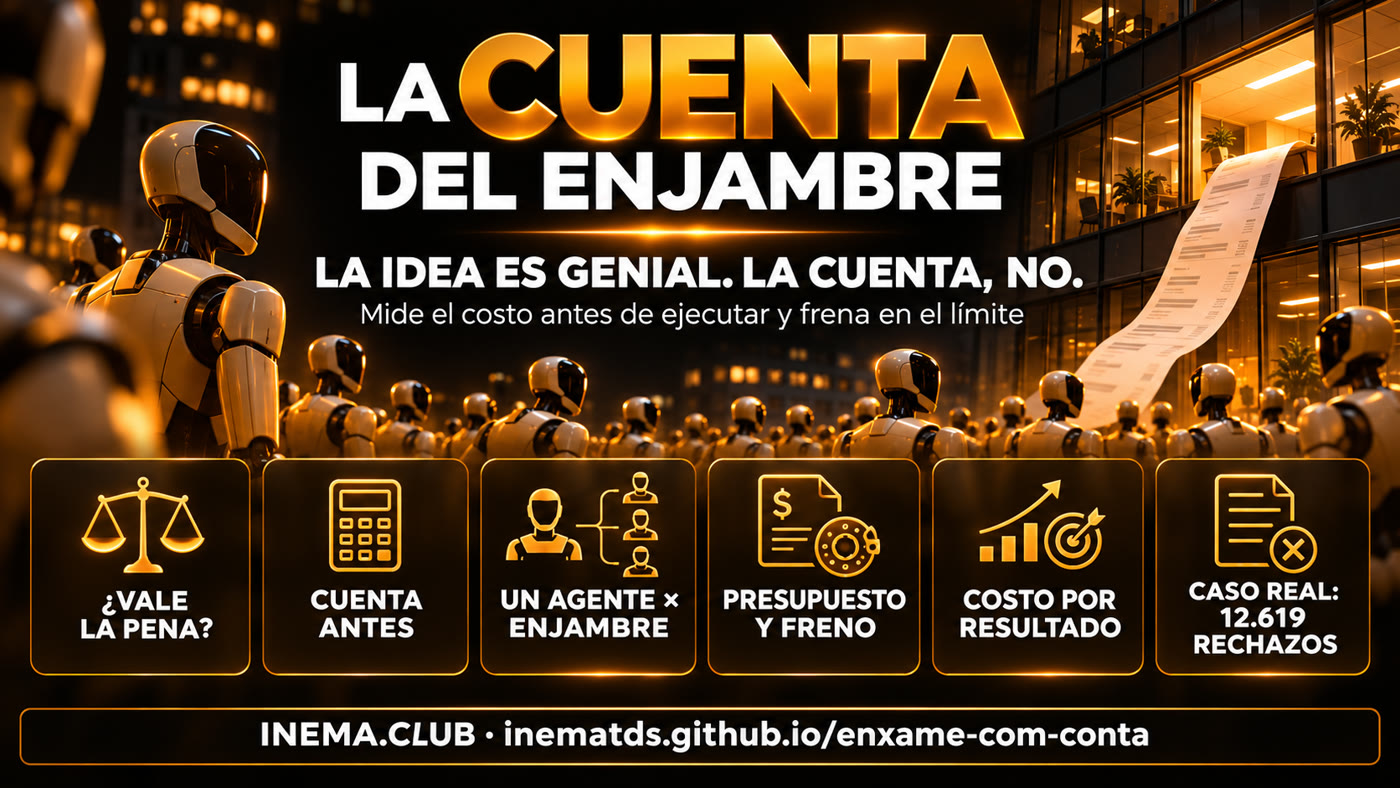 LA CUENTA
DEL ENJAMBRE
LA IDEA ES GENIAL. LA CUENTA, NO.
Mide el costo antes de ejecutar y frena en el límite
¿VALE
LA PENA?
CUENTA
ANTES
UN AGENTE ×
ENJAMBRE
$
PRESUPUESTO
Y FRENO
COSTO POR
RESULTADO
CASO REAL:
12.619
RECHAZOS
INEMA.CLUB · inematds.github.io/enxame-com-conta